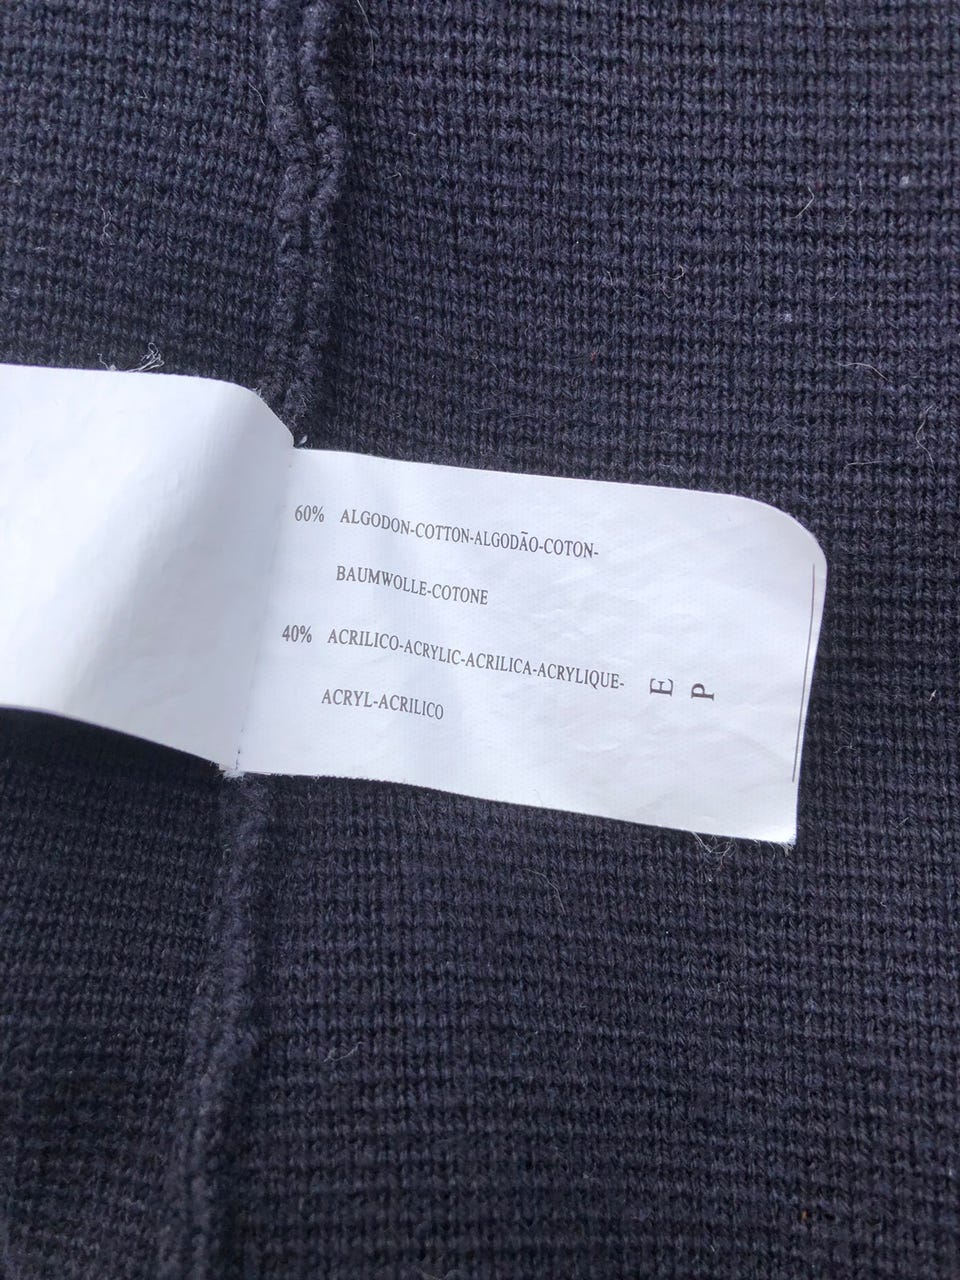 60% ALGODON-COTTON-ALGODÃO-COTON-
BAUMWOLLE-COTONE
40% ACRILICO-ACRYLIC-ACRILICA-ACRYLIQUE-
ACRYL-ACRILICO
E
P